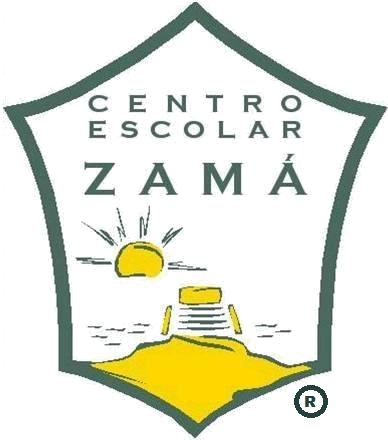 CENTRO
ESCOLAR
ZAMÁ
®